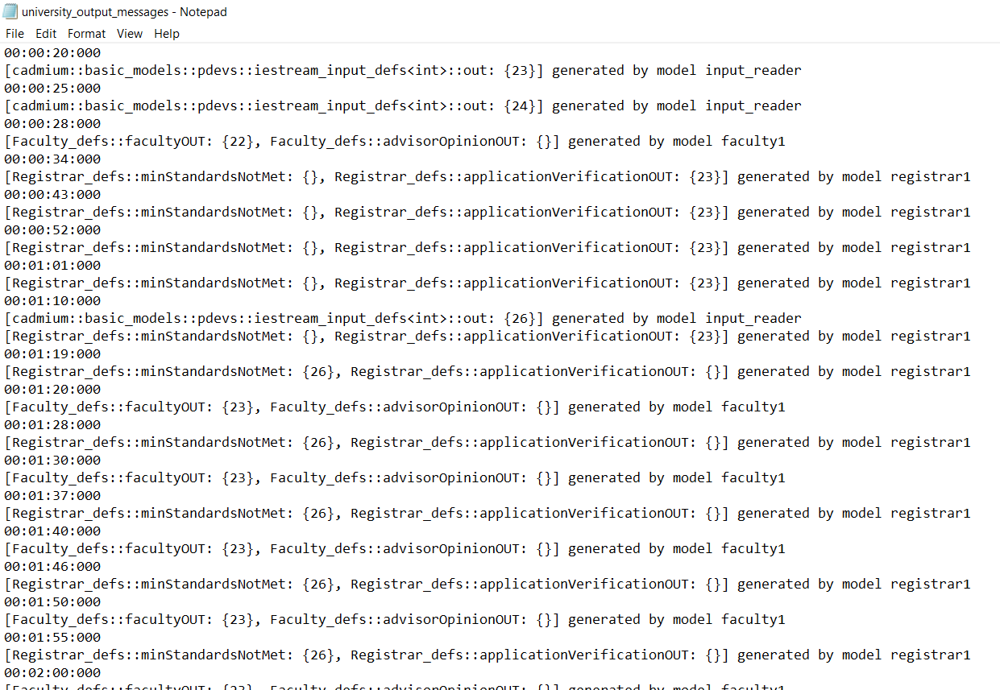 university_output_messages - Notepad
File Edit Format View Help
00:00:20:000
[cadmium::basic_models::pdevs::iestream_input_defs<int>::out: {23}] generated by model input_reader
00:00:25:000
[cadmium::basic_models::pdevs::iestream_input_defs<int>::out: {24}] generated by model input_reader
00:00:28:000
[Faculty_defs::facultyOUT: {22}, Faculty_defs::advisorOpinionOUT: {}] generated by model faculty1
00:00:34:000
[Registrar_defs::minStandardsNotMet: {}, Registrar_defs::applicationVerificationOUT: {23}] generated by model registrar1
00:00:43:000
[Registrar_defs::minStandardsNotMet: {}, Registrar_defs::applicationVerificationOUT: {23}] generated by model registrar1
00:00:52:000
[Registrar_defs::minStandardsNotMet: {}, Registrar_defs::applicationVerificationOUT: {23}] generated by model registrar1
00:01:01:000
[Registrar_defs::minStandardsNotMet: {}, Registrar_defs::applicationVerificationOUT: {23}] generated by model registrar1
00:01:10:000
[cadmium::basic_models::pdevs::iestream_input_defs<int>::out: {26}] generated by model input_reader
[Registrar_defs::minStandardsNotMet: {}, Registrar_defs::applicationVerificationOUT: {23}] generated by model registrar1
00:01:19:000
[Registrar_defs::minStandardsNotMet: {26}, Registrar_defs::applicationVerificationOUT: {}] generated by model registrar1
00:01:20:000
[Faculty_defs::facultyOUT: {23}, Faculty_defs::advisorOpinionOUT: {}] generated by model faculty1
00:01:28:000
[Registrar_defs::minStandardsNotMet: {26}, Registrar_defs::applicationVerificationOUT: {}] generated by model registrar1
00:01:30:000
[Faculty_defs::facultyOUT: {23}, Faculty_defs::advisorOpinionOUT: {}] generated by model faculty1
00:01:37:000
[Registrar_defs::minStandardsNotMet: {26}, Registrar_defs::applicationVerificationOUT: {}] generated by model registrar1
00:01:40:000
[Faculty_defs::facultyOUT: {23}, Faculty_defs::advisorOpinionOUT: {}] generated by model faculty1
00:01:46:000
[Registrar_defs::minStandardsNotMet: {26}, Registrar_defs::applicationVerificationOUT: {}] generated by model registrar1
00:01:50:000
[Faculty_defs::facultyOUT: {23}, Faculty_defs::advisorOpinionOUT: {}] generated by model faculty1
00:01:55:000
[Registrar_defs::minStandardsNotMet: {26}, Registrar_defs::applicationVerificationOUT: {}] generated by model registrar1
00:02:00:000
[Faculty_defs::facultyOUT: {23}, Faculty_defs::advisorOpinionOUT: {}] generated by model faculty1